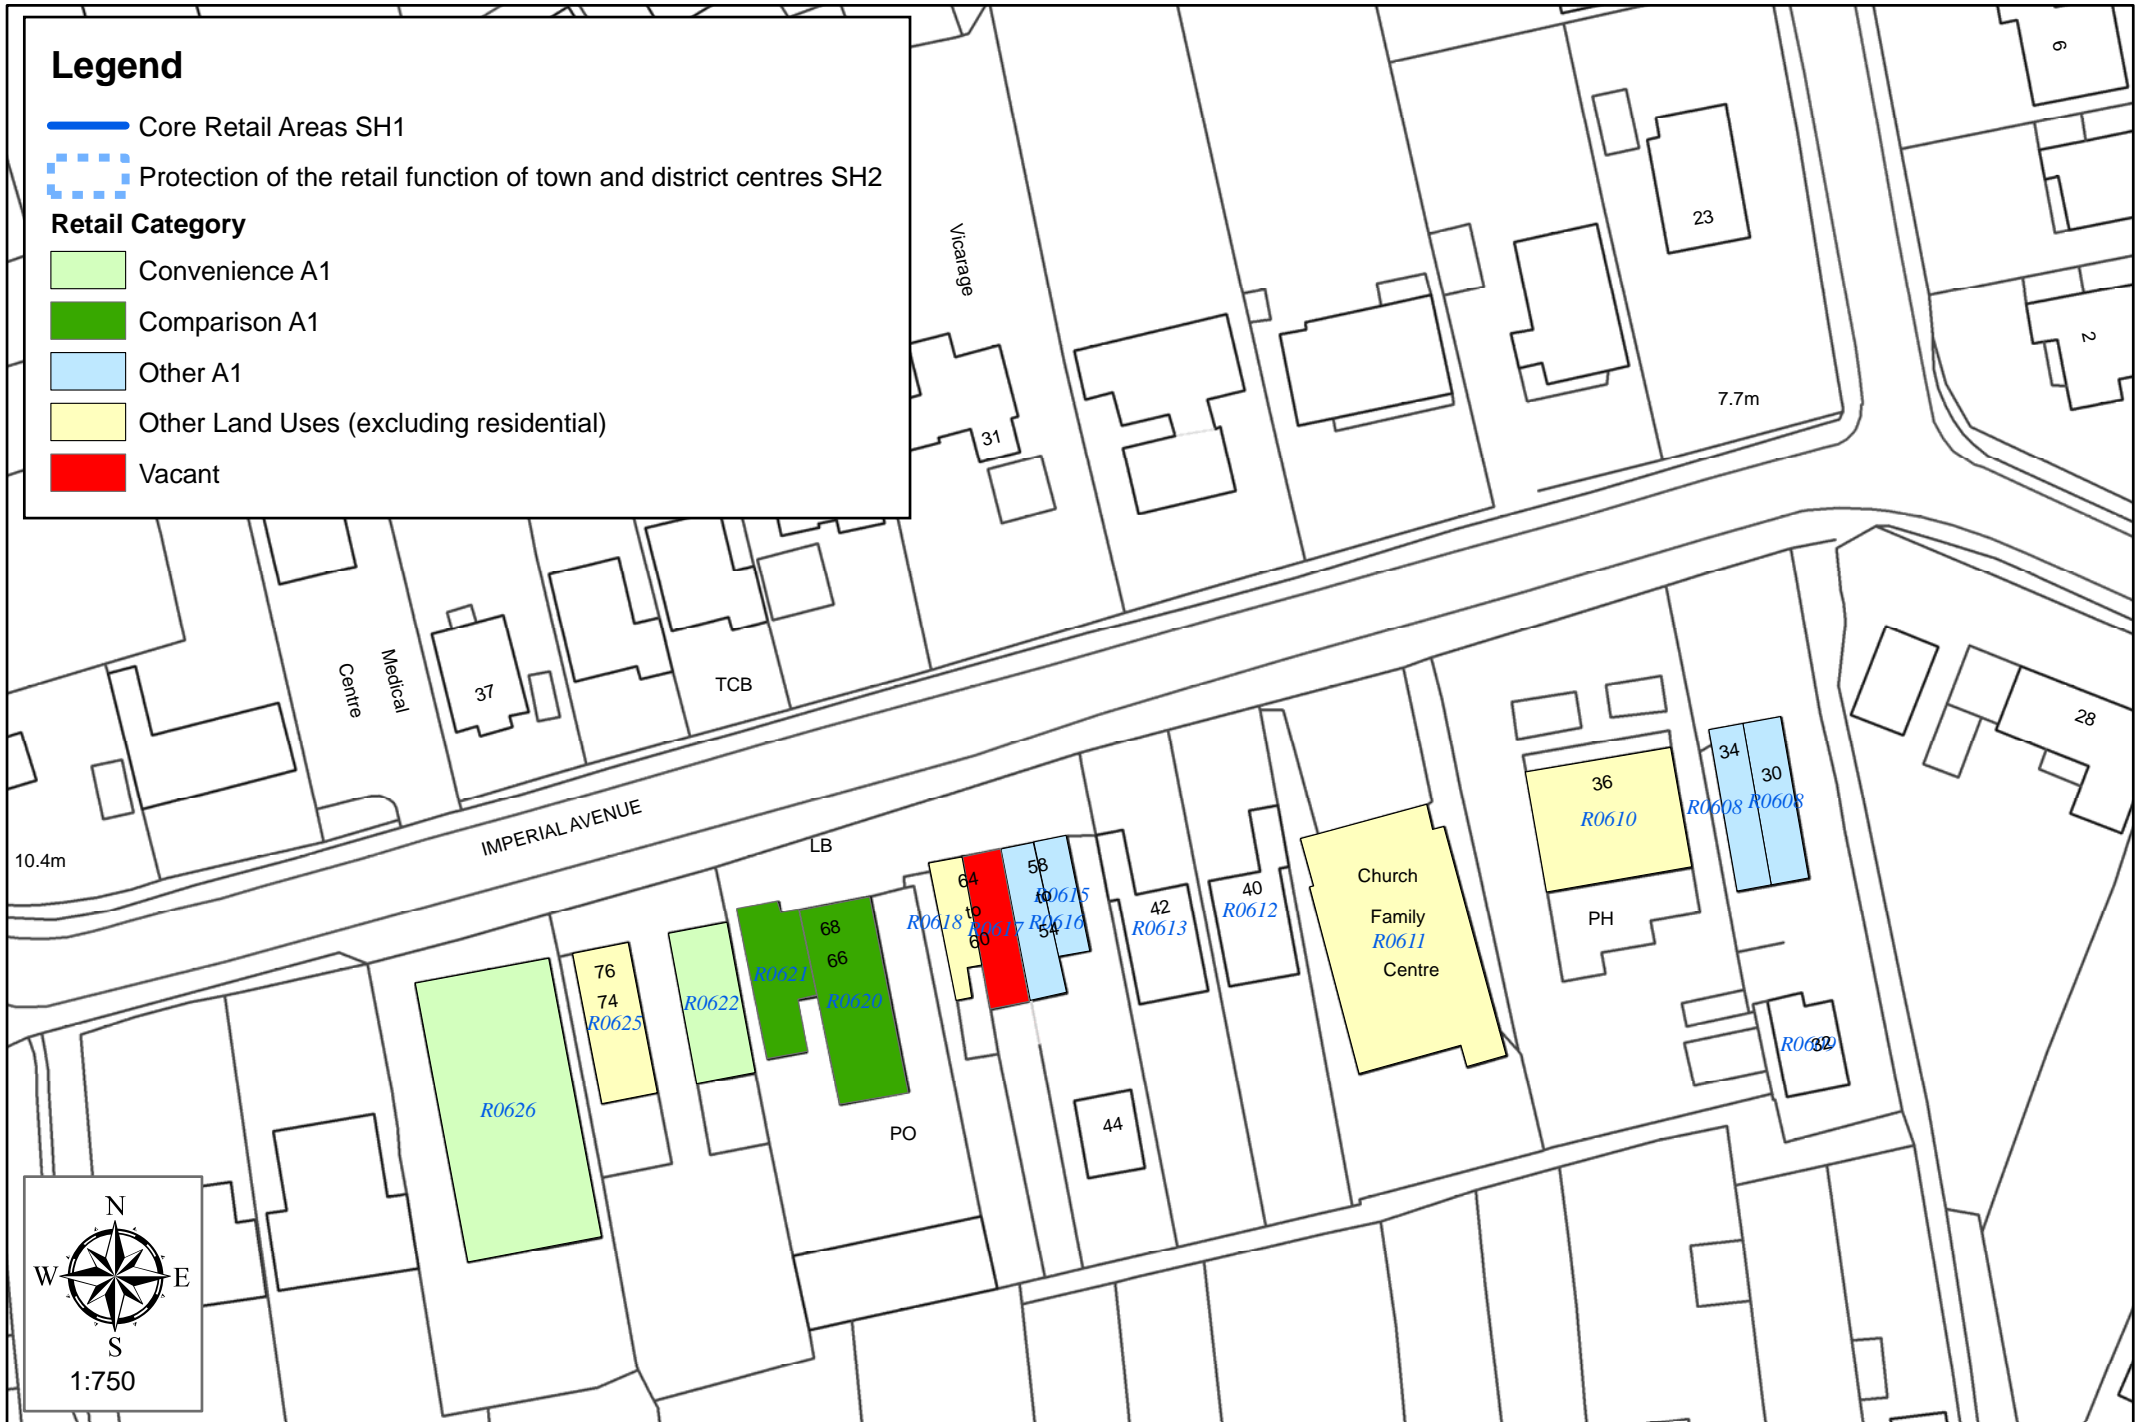 Legend
Core Retail Areas SH1
Protection of the retail function of town and district centres SH2
Retail Category
Convenience A1
Comparison A1
Other A1
Other Land Uses (excluding residential)
Vacant
6
23
Vicarage
2
31
7.7m
Medical
Centre
37
TCB
28
IMPERIAL AVENUE
LB
10.4m
34
30
R0608
R0608
36
R0610
PH
Church
Family
R0611
Centre
40
R0612
42
R0613
58
to
54
R0615
R0616
64
to
60
R0617
R0618
68
66
R0620
R0621
R0622
76
74
R0625
R0626
R0609
32
44
PO
N
W
E
S
1:750